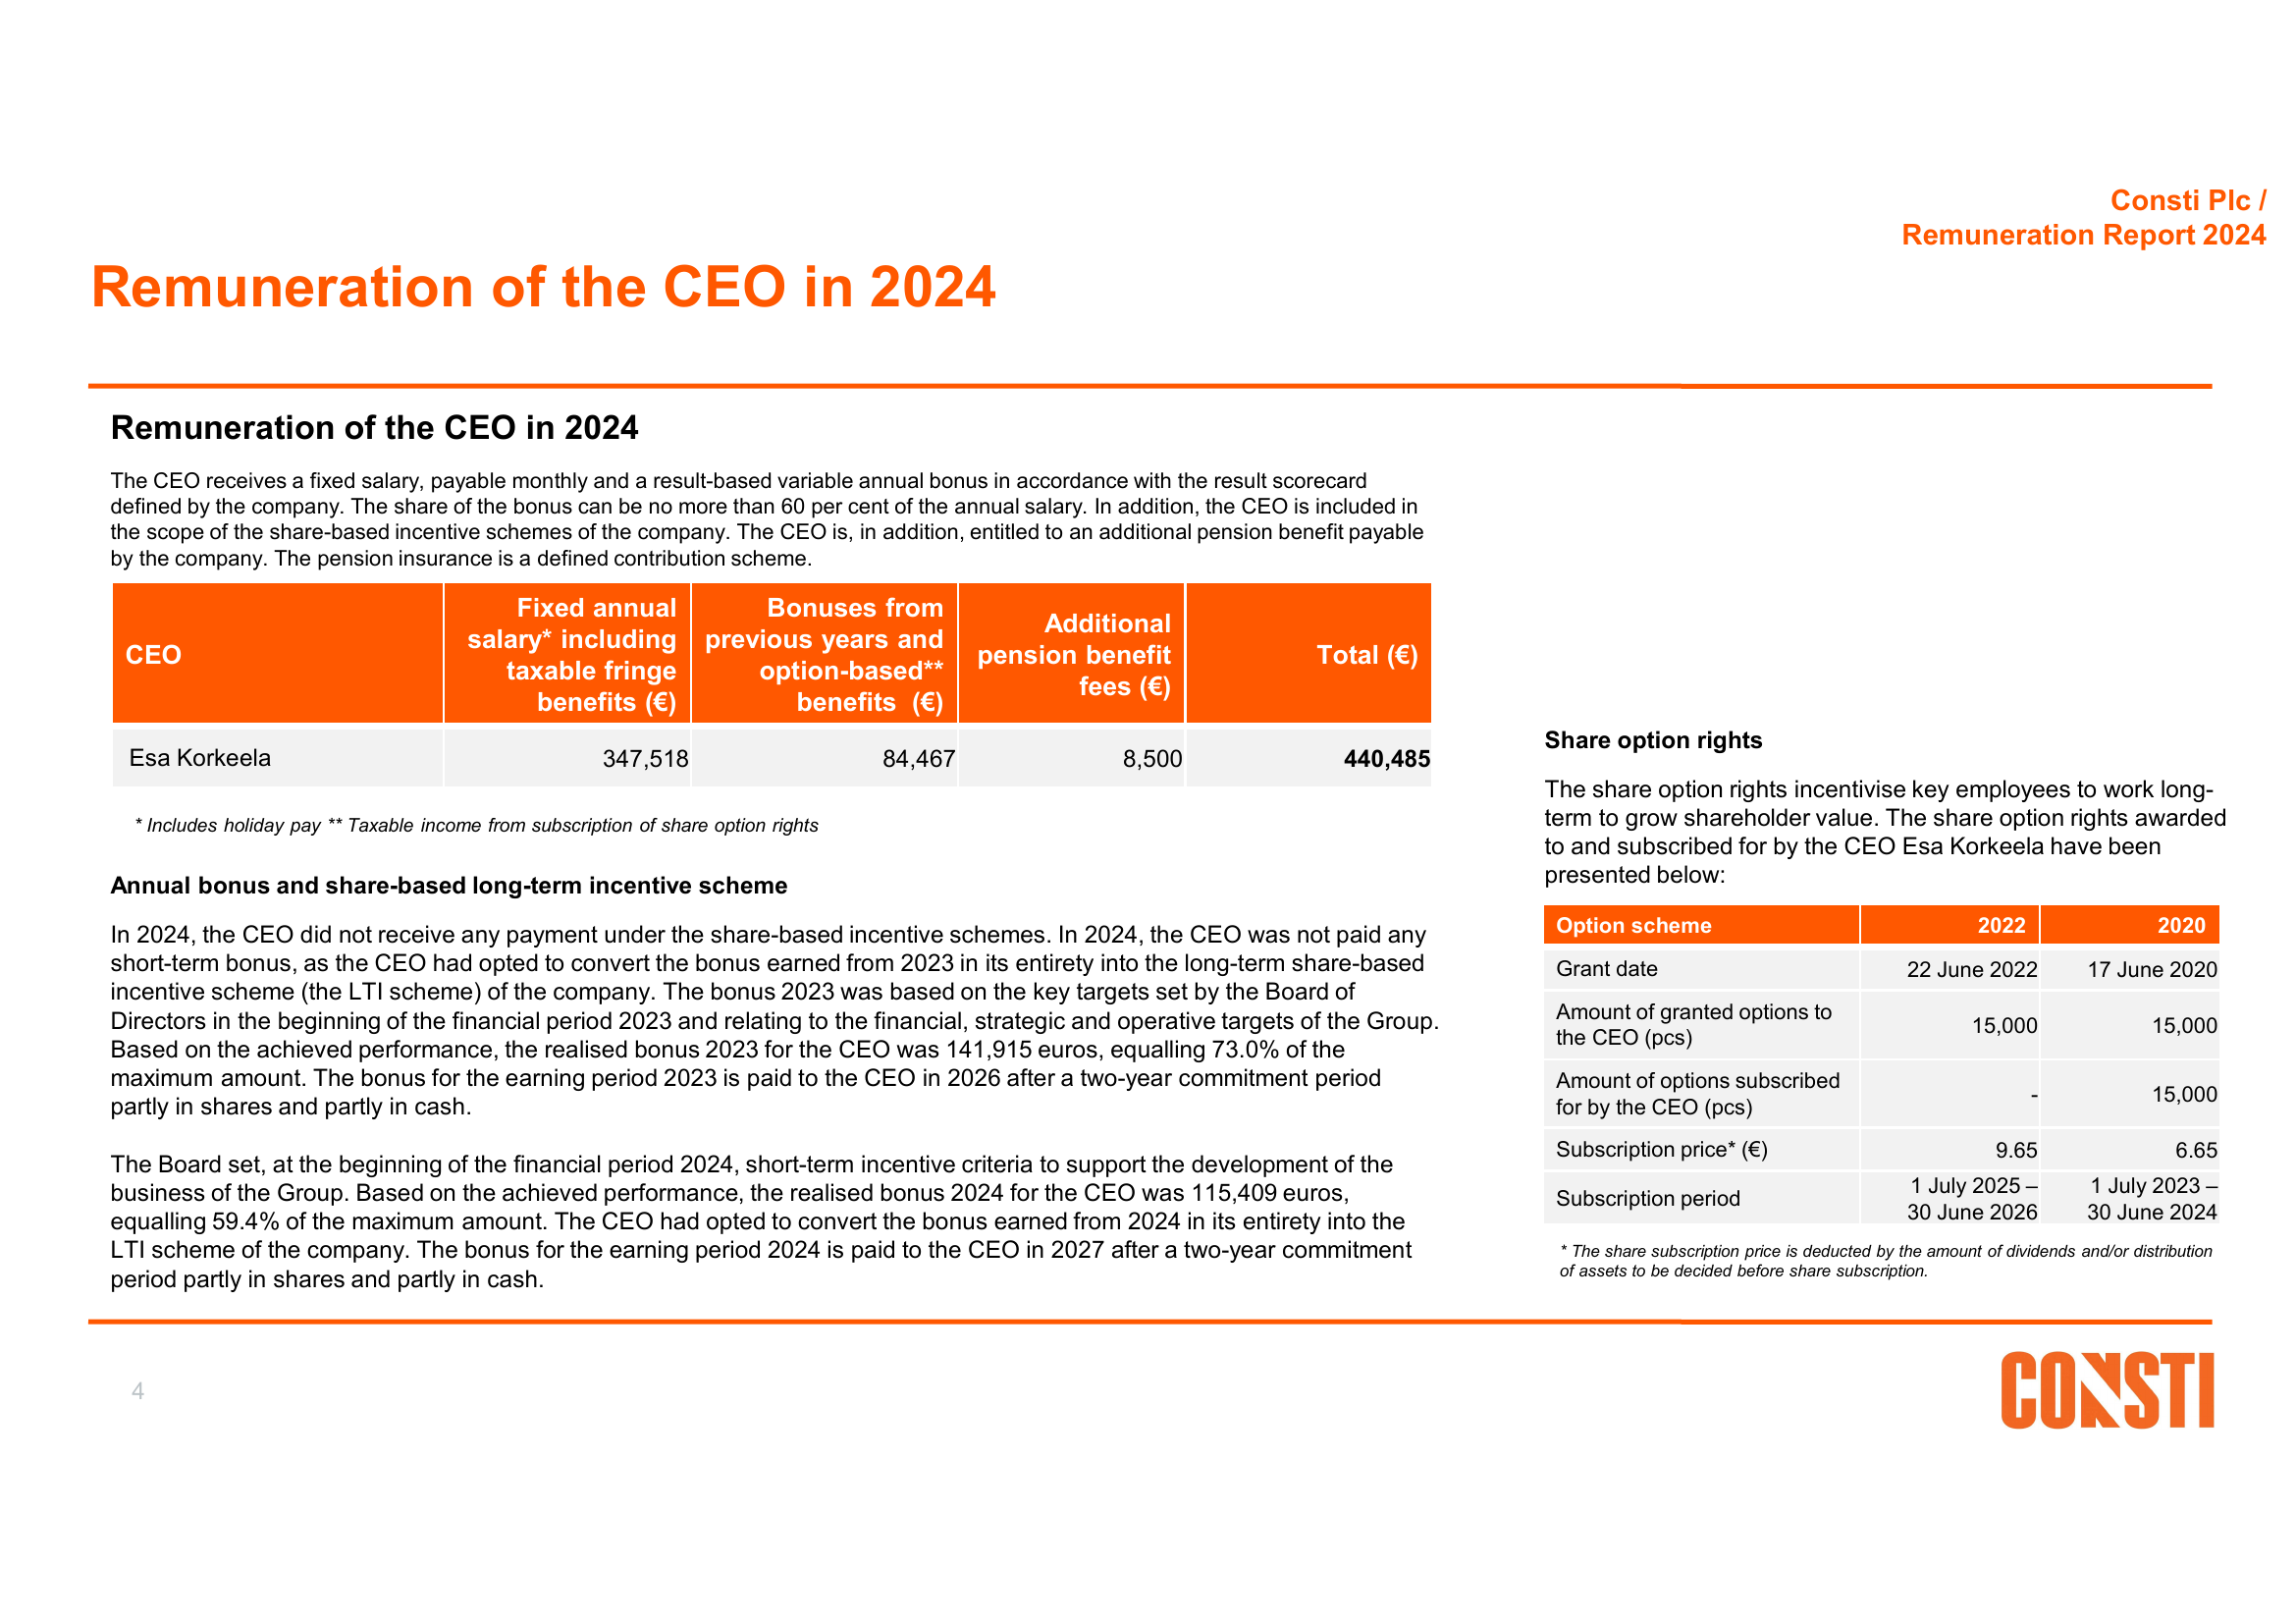 Consti Plc /
Remuneration Report 2024
Remuneration of the CEO in 2024
Remuneration of the CEO in 2024
The CEO receives a fixed salary, payable monthly and a result-based variable annual bonus in accordance with the result scorecard
defined by the company. The share of the bonus can be no more than 60 per cent of the annual salary. In addition, the CEO is included in
the scope of the share-based incentive schemes of the company. The CEO is, in addition, entitled to an additional pension benefit payable
by the company. The pension insurance is a defined contribution scheme.
CEO
Fixed annual
salary* including
taxable fringe
benefits (€)
Bonuses from
previous years and
option-based**
benefits (€)
Additional
pension benefit
fees (€)
Total (€)
Esa Korkeela 347,518 84,467 8,500 440,485
* Includes holiday pay ** Taxable income from subscription of share option rights
Annual bonus and share-based long-term incentive scheme
In 2024, the CEO did not receive any payment under the share-based incentive schemes. In 2024, the CEO was not paid any
short-term bonus, as the CEO had opted to convert the bonus earned from 2023 in its entirety into the long-term share-based
incentive scheme (the LTI scheme) of the company. The bonus 2023 was based on the key targets set by the Board of
Directors in the beginning of the financial period 2023 and relating to the financial, strategic and operative targets of the Group.
Based on the achieved performance, the realised bonus 2023 for the CEO was 141,915 euros, equalling 73.0% of the
maximum amount. The bonus for the earning period 2023 is paid to the CEO in 2026 after a two-year commitment period
partly in shares and partly in cash.
The Board set, at the beginning of the financial period 2024, short-term incentive criteria to support the development of the
business of the Group. Based on the achieved performance, the realised bonus 2024 for the CEO was 115,409 euros,
equalling 59.4% of the maximum amount. The CEO had opted to convert the bonus earned from 2024 in its entirety into the
LTI scheme of the company. The bonus for the earning period 2024 is paid to the CEO in 2027 after a two-year commitment
period partly in shares and partly in cash.
Share option rights
The share option rights incentivise key employees to work long-
term to grow shareholder value. The share option rights awarded
to and subscribed for by the CEO Esa Korkeela have been
presented below:
Option scheme 2022 2020
Grant date 22 June 2022 17 June 2020
Amount of granted options to
the CEO (pcs) 15,000 15,000
Amount of options subscribed
for by the CEO (pcs) - 15,000
Subscription price* (€) 9.65 6.65
Subscription period
1 July 2025 –
30 June 2026
1 July 2023 –
30 June 2024
* The share subscription price is deducted by the amount of dividends and/or distribution
of assets to be decided before share subscription.
4
CONSTI